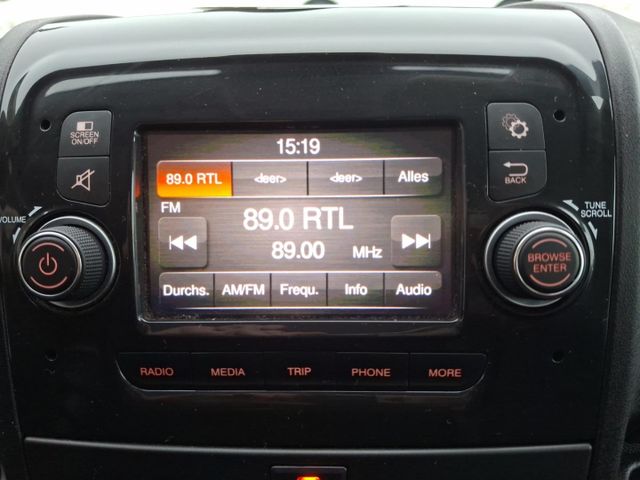 15:19
89.0 RTL <leer> <leer> Alles
FM
89.0 RTL
89.00 MHz
Durchs. AM/FM Frequ. Info Audio
SCREEN
ON/OFF
BACK
VOLUME
TUNE
SCROLL
BROWSE
ENTER
RADIO MEDIA TRIP PHONE MORE